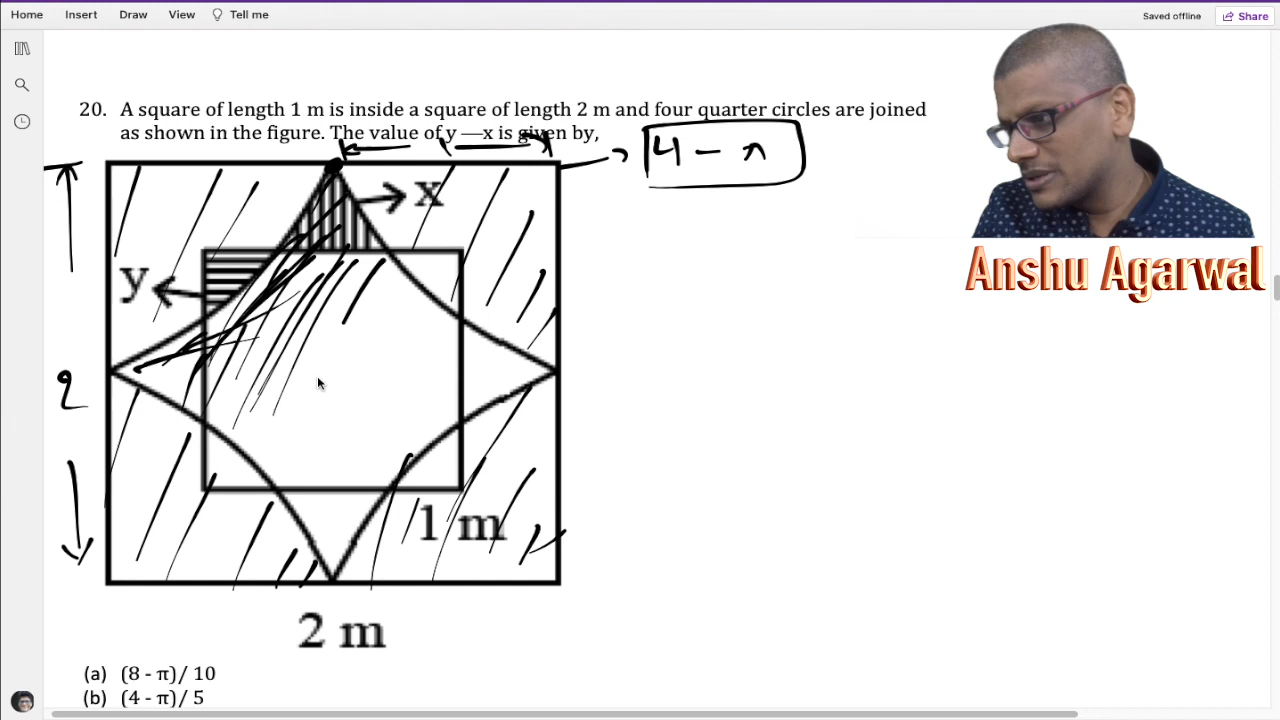 Home Insert Draw View Tell me
Saved offline Share
20. A square of length 1 m is inside a square of length 2 m and four quarter circles are joined
as shown in the figure. The value of y —x is given by,
4 - π
x
y
Anshu Agarwal
2
1 m
2 m
(a) (8 - π)/ 10
(b) (4 - π)/ 5